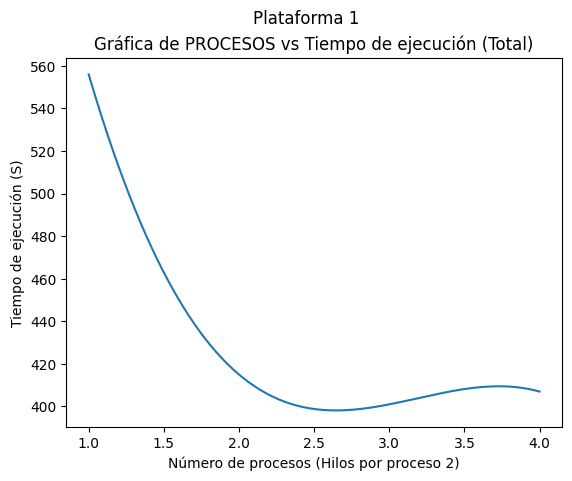 Plataforma 1
Gráfica de PROCESOS vs Tiempo de ejecución (Total)
560
540
520
500
480
460
440
420
400
Tiempo de ejecución (S)
1.0 1.5 2.0 2.5 3.0 3.5 4.0
Número de procesos (Hilos por proceso 2)